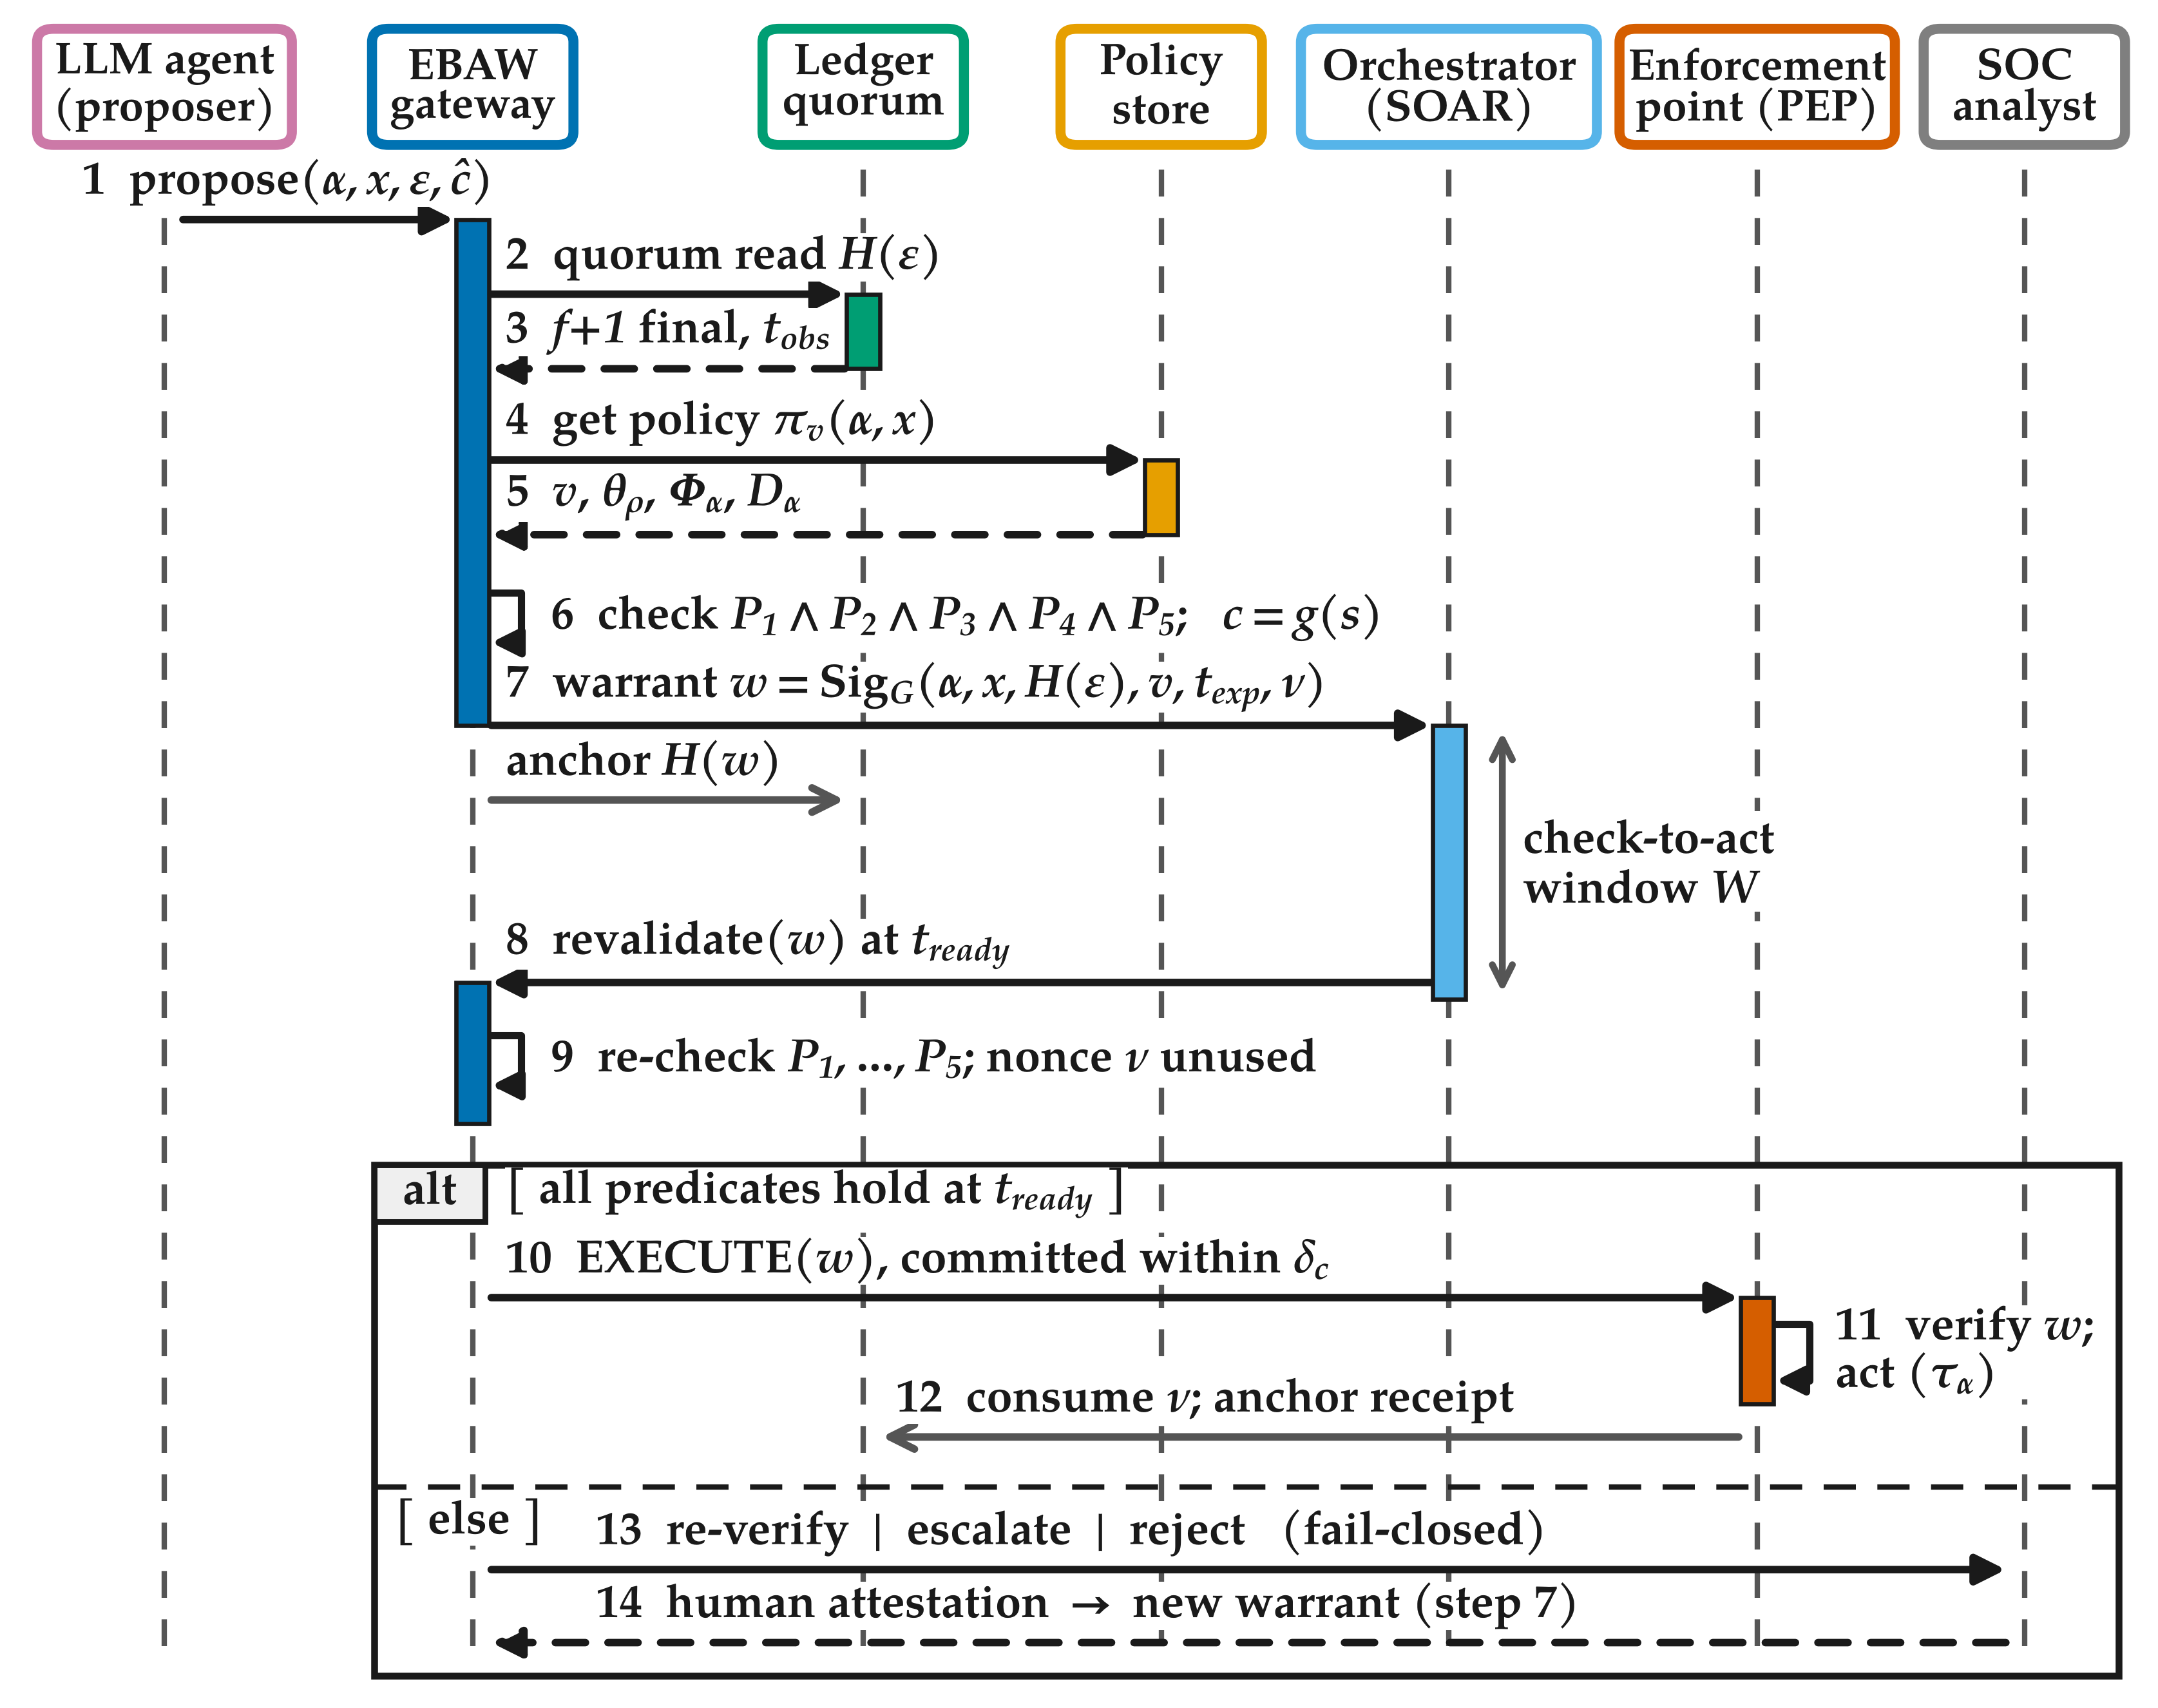 LLM agent
(proposer)
EBAW
gateway
Ledger
quorum
Policy
store
Orchestrator
(SOAR)
Enforcement
point (PEP)
SOC
analyst
1 propose(α, x, ε, ĉ)
2 quorum read H(ε)
3 f+1 final, t_obs
4 get policy π_v(α, x)
5 v, θ_ρ, Φ_α, D_α
6 check P_1 ∧ P_2 ∧ P_3 ∧ P_4 ∧ P_5; c = g(s)
7 warrant w = Sig_G(α, x, H(ε), v, t_exp, ν)
anchor H(w)
check-to-act
window W
8 revalidate(w) at t_ready
9 re-check P_1, ..., P_5; nonce ν unused
alt [ all predicates hold at t_ready ]
10 EXECUTE(w), committed within δ_c
11 verify w;
act (τ_α)
12 consume ν; anchor receipt
[ else ]
13 re-verify | escalate | reject (fail-closed)
14 human attestation → new warrant (step 7)